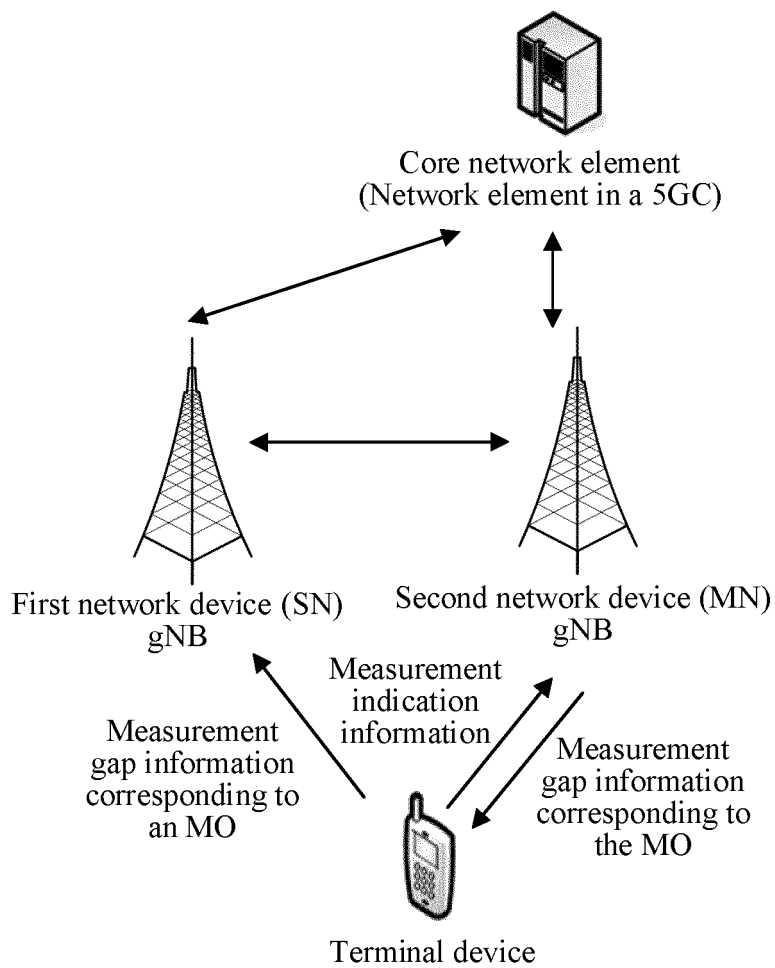 Core network element
(Network element in a 5GC)
First network device (SN)
gNB
Second network device (MN)
gNB
Measurement
indication
information
Measurement
gap information
corresponding to
an MO
Measurement
gap information
corresponding to
the MO
Terminal device